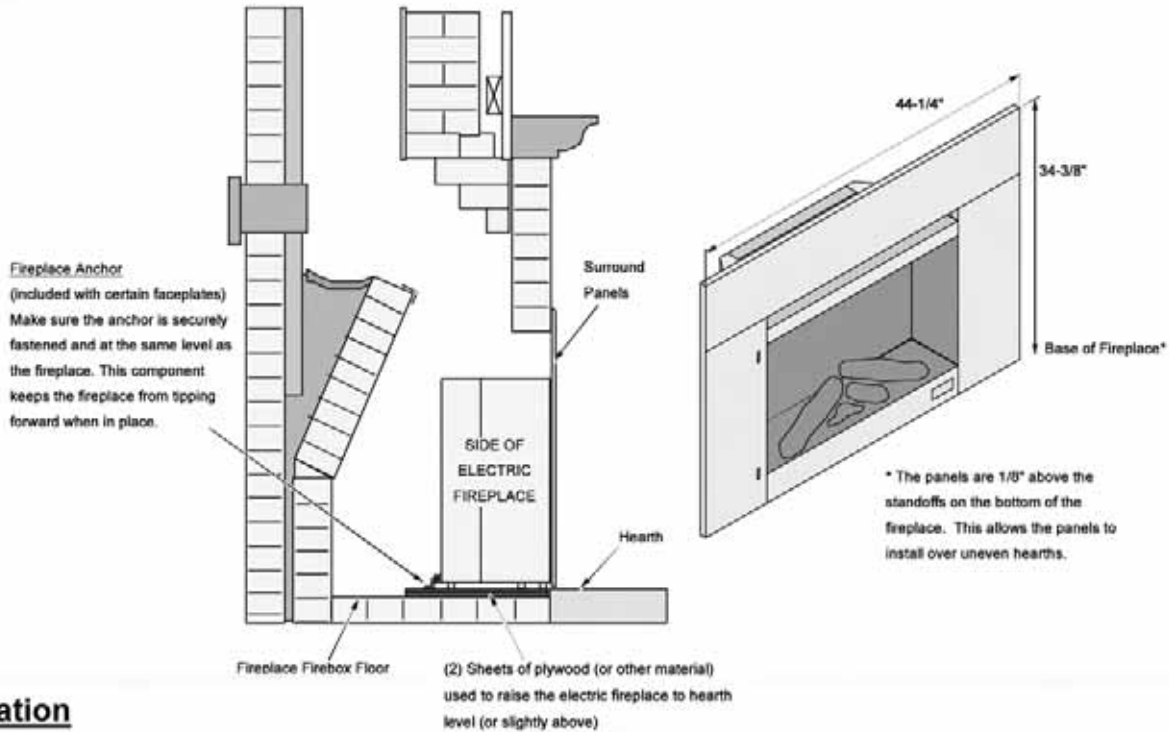 44-1/4"
34-3/8"
Fireplace Anchor
(included with certain faceplates)
Make sure the anchor is securely
fastened and at the same level as
the fireplace. This component
keeps the fireplace from tipping
forward when in place.
Surround
Panels
Base of Fireplace*
SIDE OF
ELECTRIC
FIREPLACE
* The panels are 1/8" above the
standoffs on the bottom of the
fireplace. This allows the panels to
install over uneven hearths.
Hearth
Fireplace Firebox Floor
(2) Sheets of plywood (or other material)
used to raise the electric fireplace to hearth
level (or slightly above)
ation